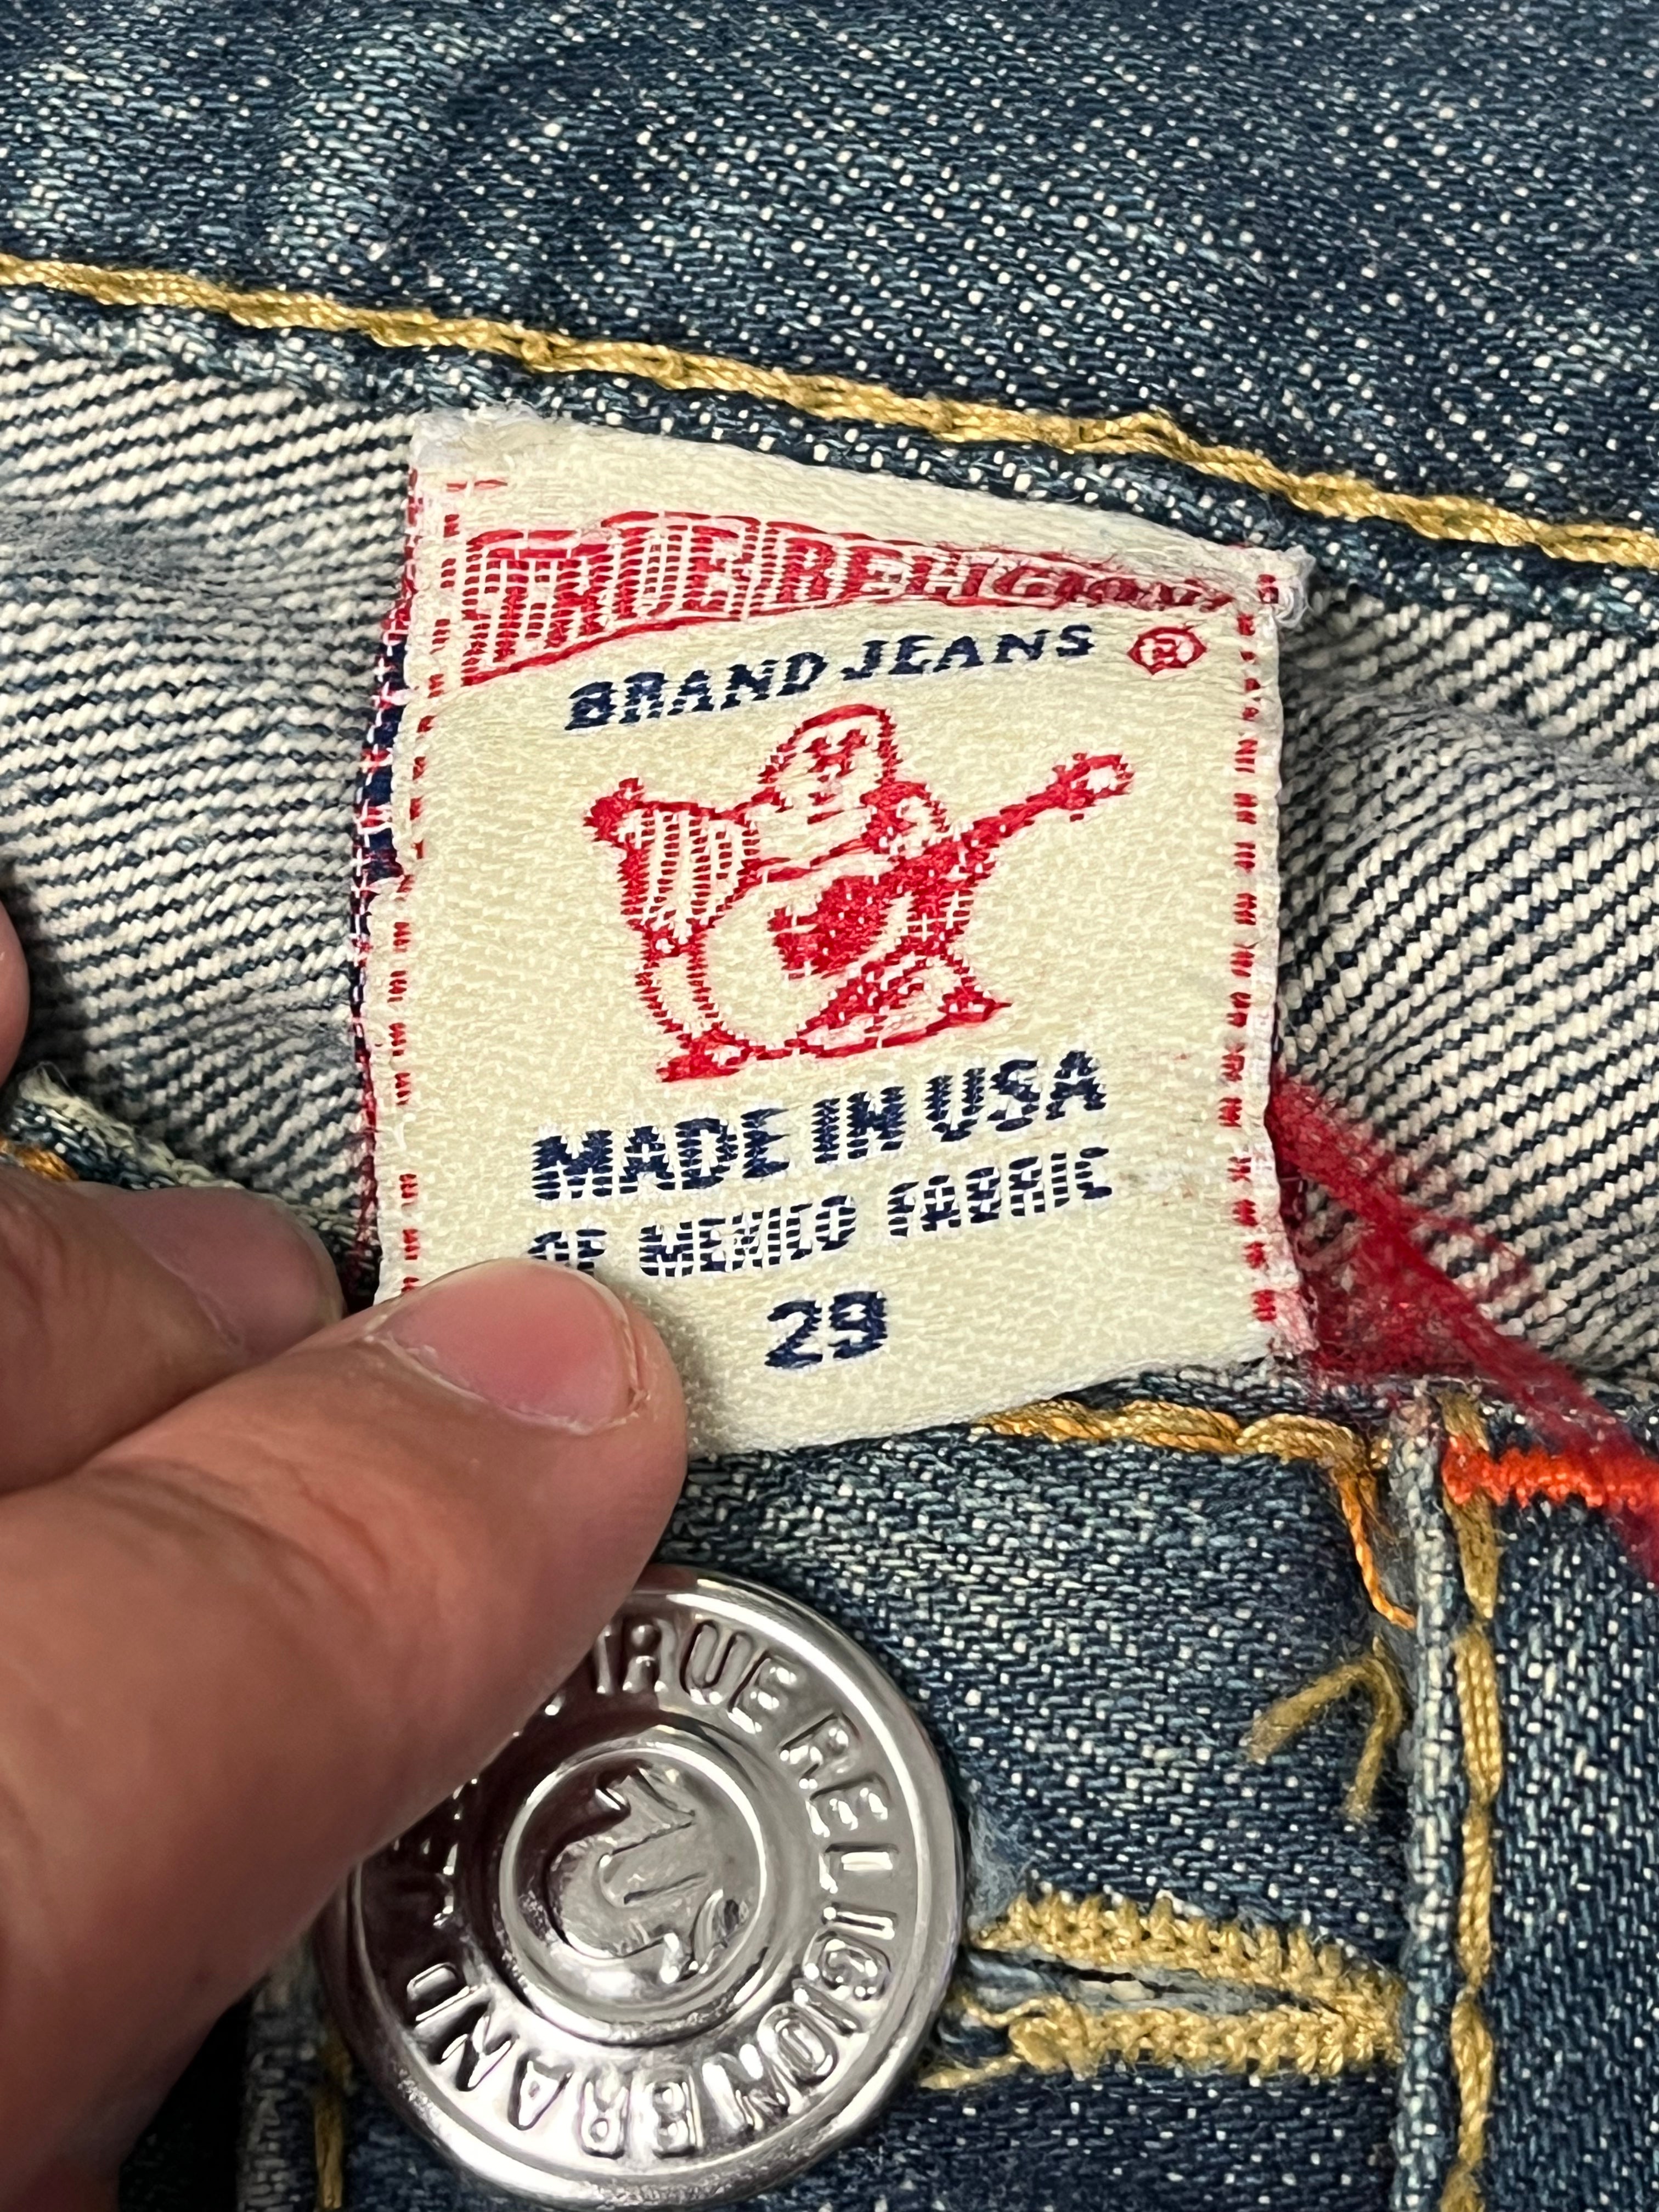 TRUE RELIGION
BRAND JEANS ®
MADE IN USA
OF MEXICO FABRIC
29
TRUE RELIGION BRAND